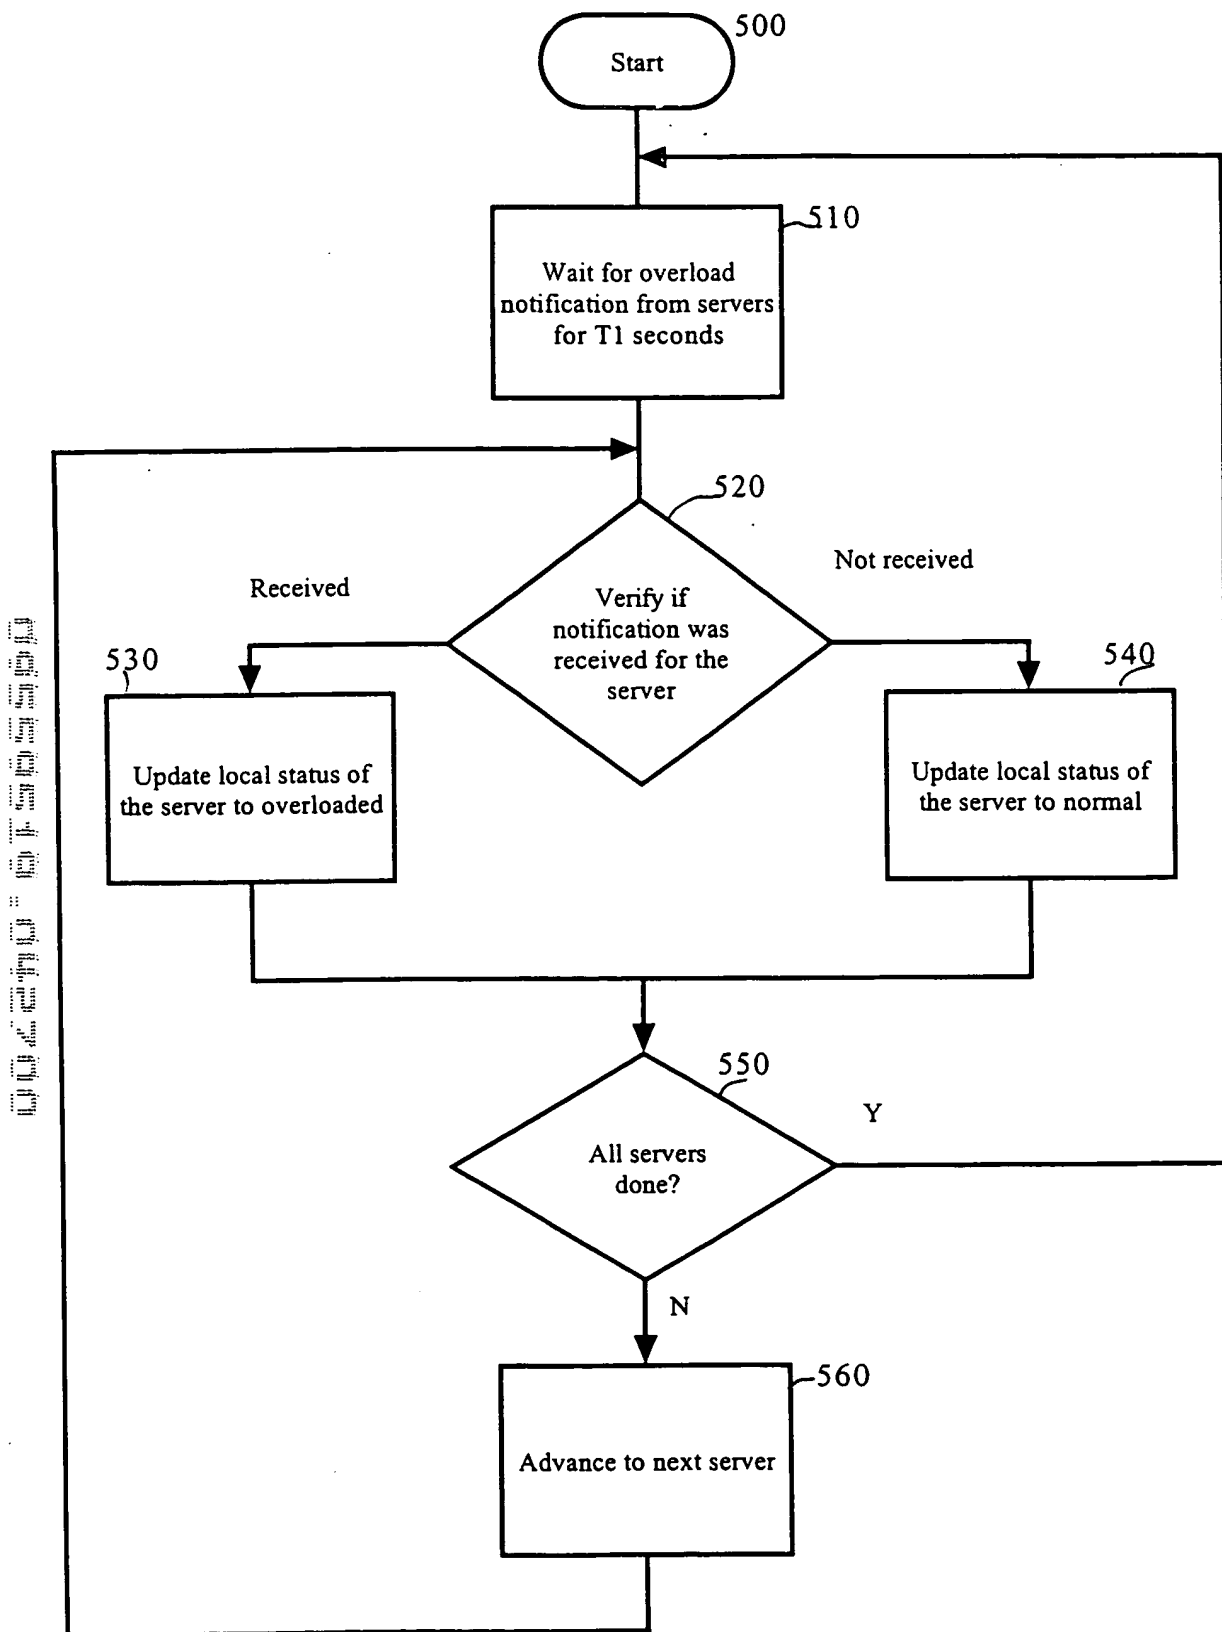 500
Start
510
Wait for overload
notification from servers
for T1 seconds
520
Received
Not received
Verify if
notification was
received for the
server
530
540
Update local status of
the server to overloaded
Update local status of
the server to normal
550
Y
All servers
done?
N
560
Advance to next server